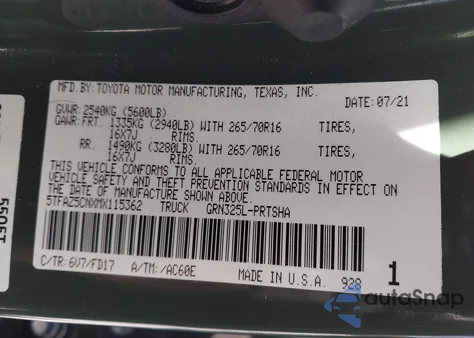 MFD.BY:TOYOTA MOTOR MANUFACTURING, TEXAS, INC.
DATE:07/21
GVWR:2540KG (5600LB)
GAWR:FRT. 1335KG (2940LB) WITH 265/70R16 TIRES,
16X7J RIMS.
RR. 1490KG (3280LB) WITH 265/70R16 TIRES,
16X7J RIMS
THIS VEHICLE CONFORMS TO ALL APPLICABLE FEDERAL MOTOR
VEHICLE SAFETY AND THEFT PREVENTION STANDARDS IN EFFECT ON
THE DATE OF MANUFACTURE SHOWN ABOVE.
5TFAZ5CNXMX115362 TRUCK GRN325L-PRTSHA
C/TR:6V7/FD17 A/TM:/AC60E MADE IN U.S.A. 928 1
autoSnap